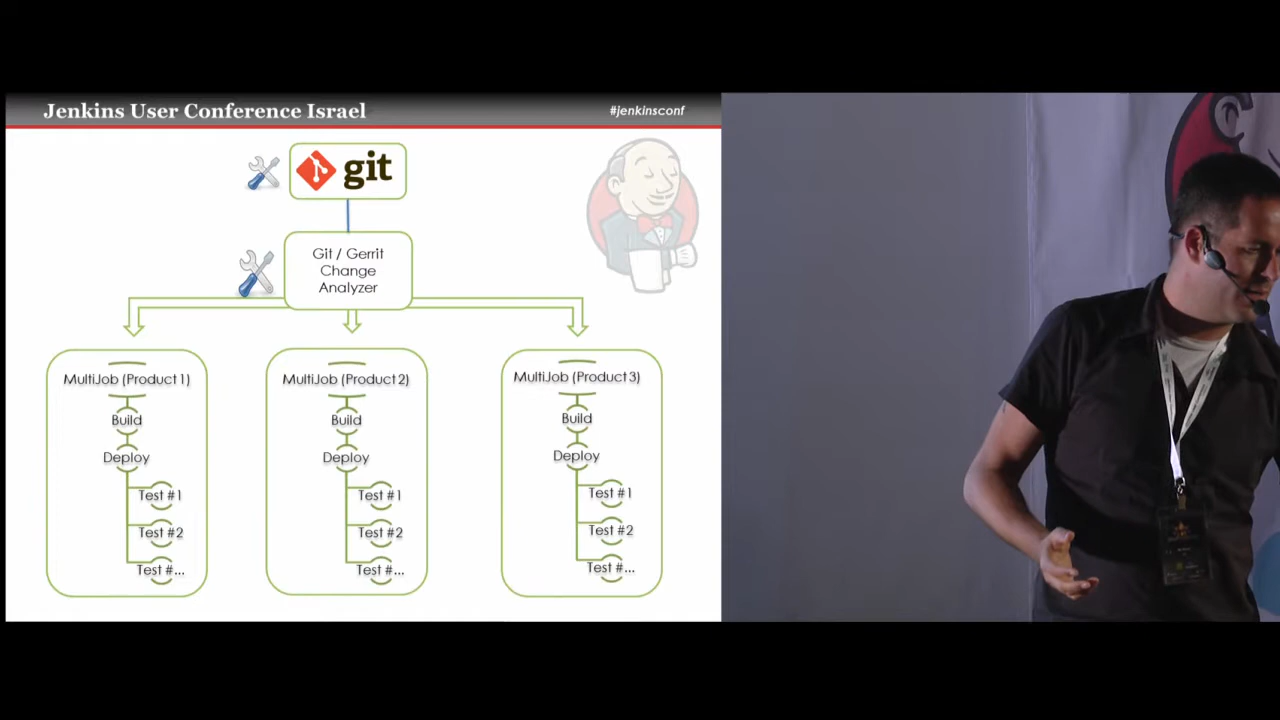 Jenkins User Conference Israel
#jenkinsconf
git
Git / Gerrit
Change
Analyzer
MultiJob (Product 1)
Build
Deploy
Test #1
Test #2
Test #...
MultiJob (Product 2)
Build
Deploy
Test #1
Test #2
Test #...
MultiJob (Product 3)
Build
Deploy
Test #1
Test #2
Test #...